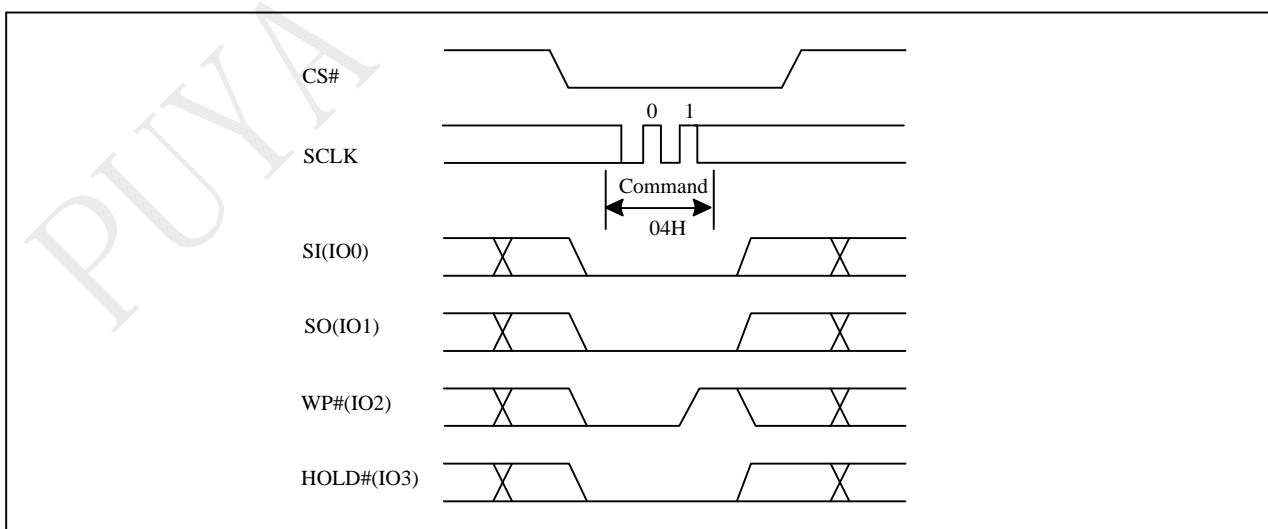 PUYA
CS#
0 1
SCLK
Command
04H
SI(IO0)
SO(IO1)
WP#(IO2)
HOLD#(IO3)